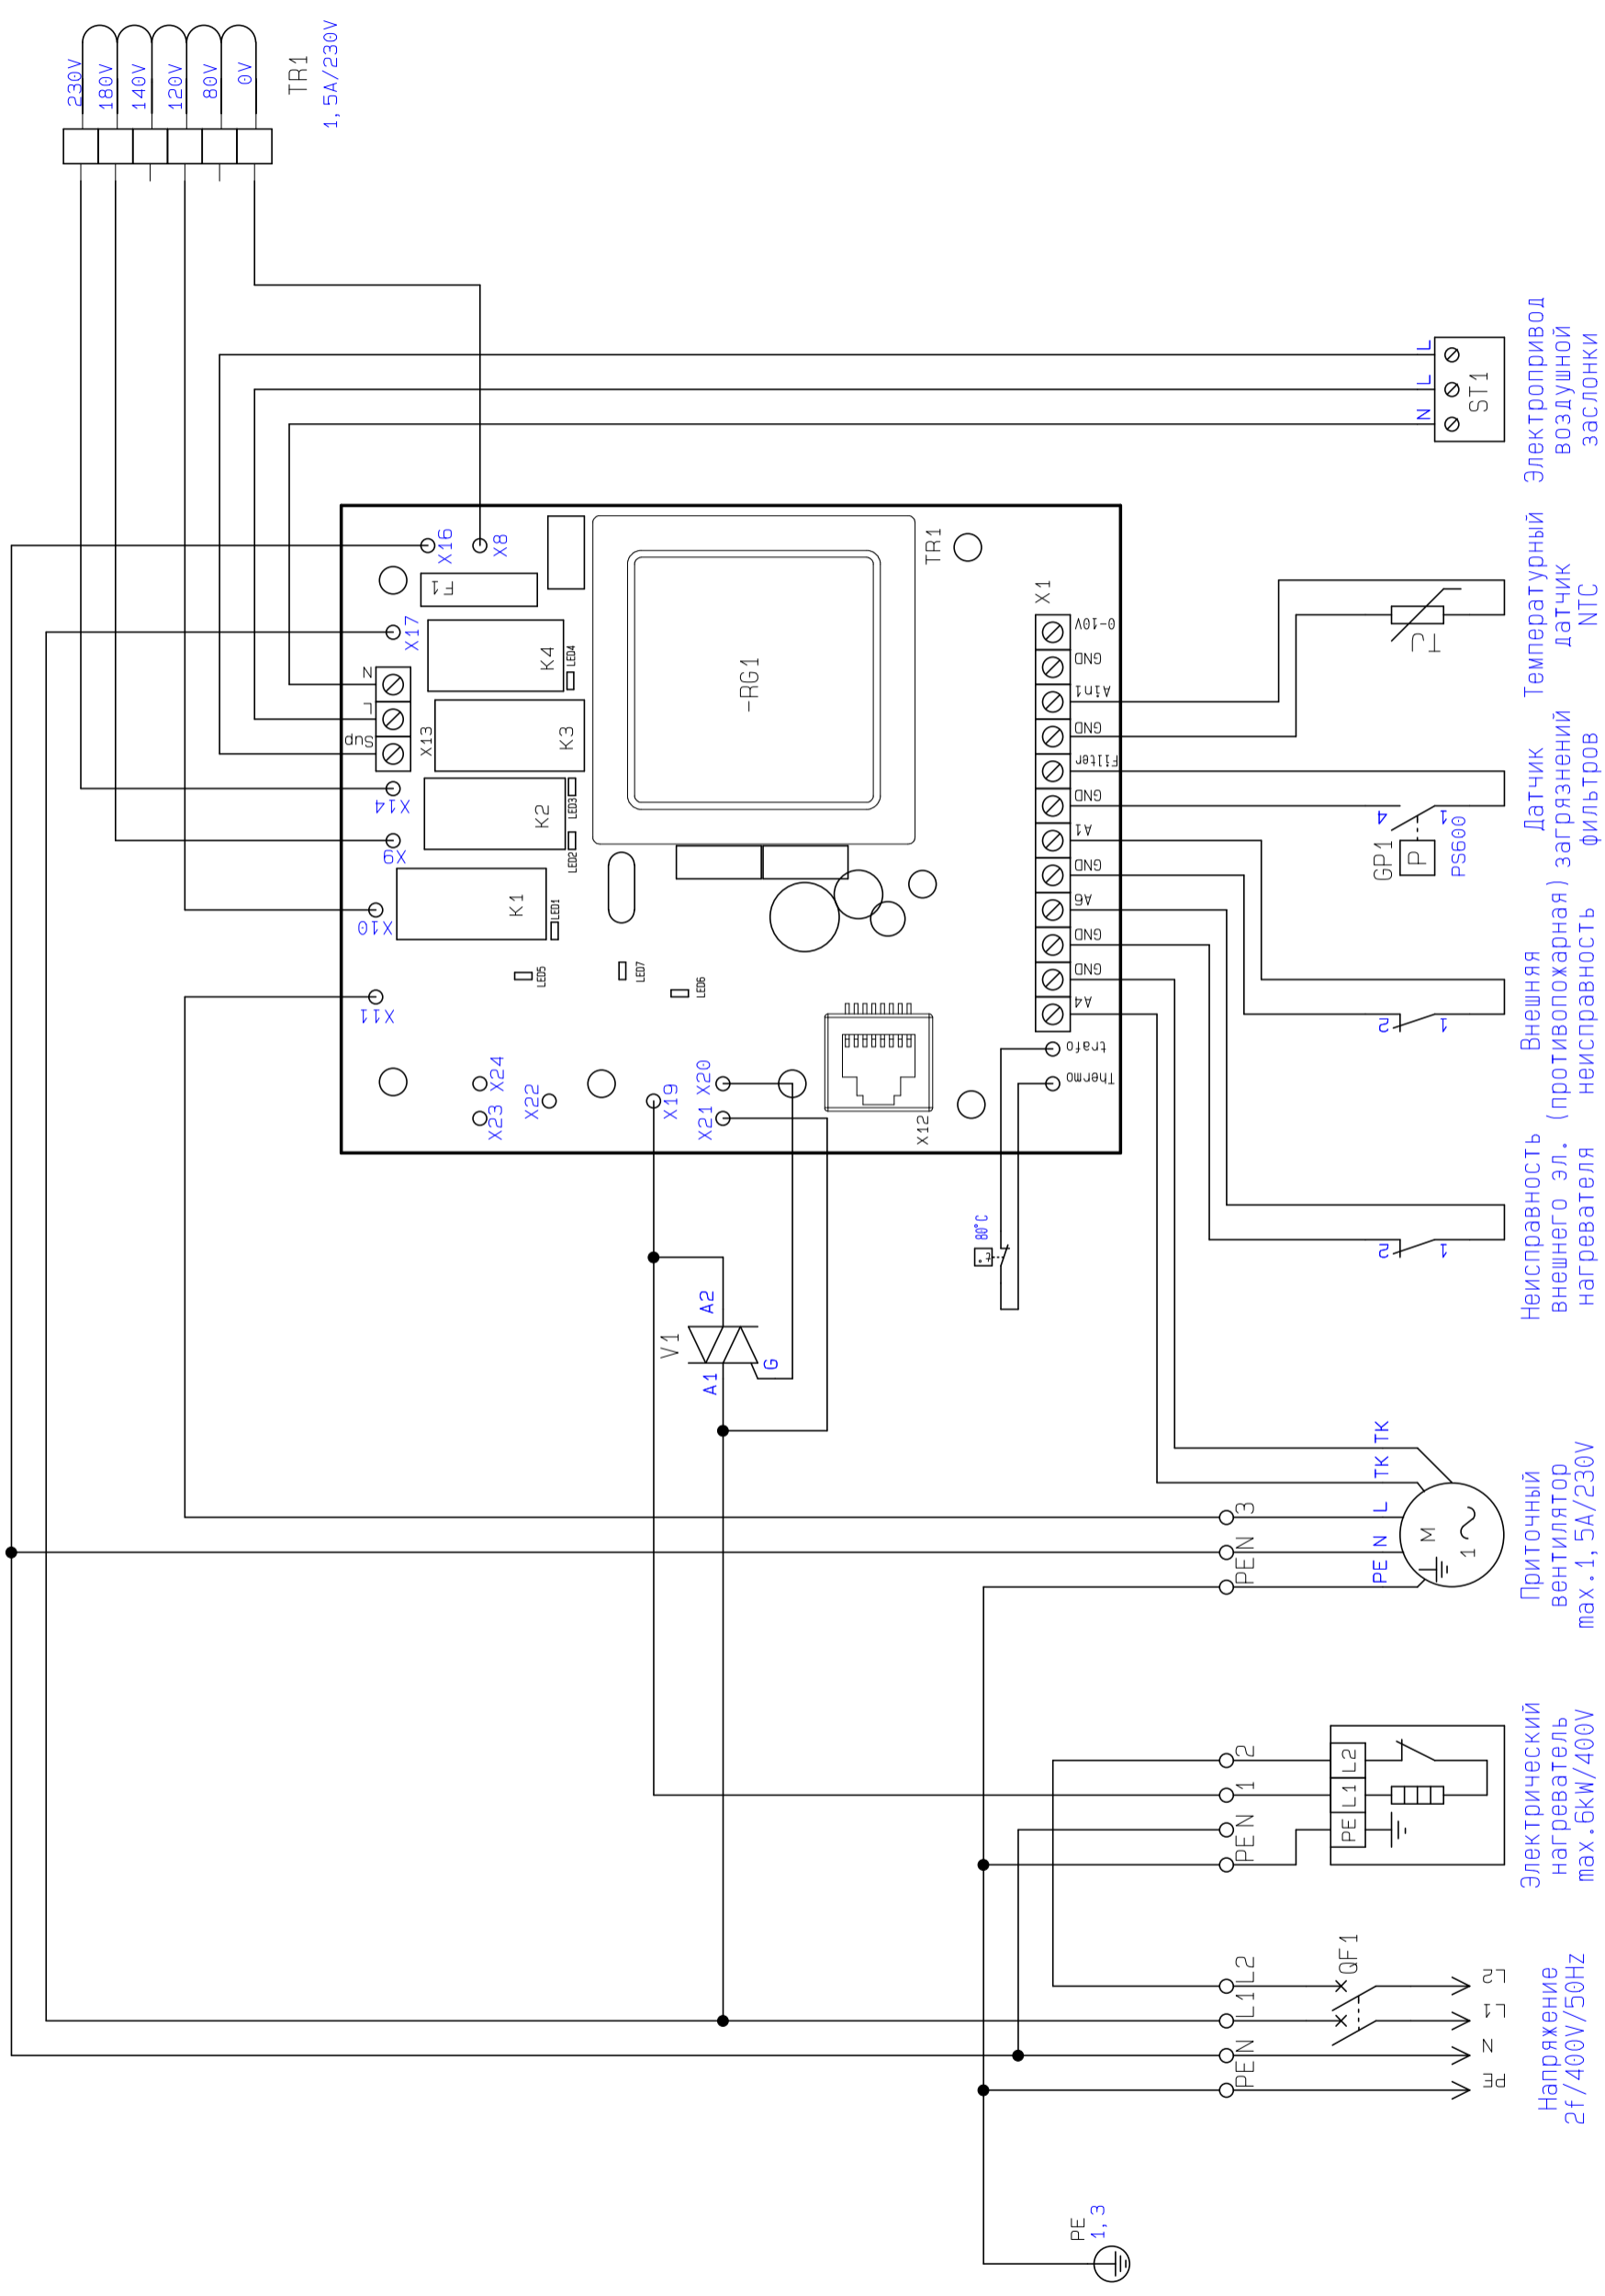 230V
180V
140V
120V
80V
0V
TR1
1,5A/230V
X16
X8
F1
X17
N
L
Sup
X13
X14
X9
X10
X11
K4
LED4
K3
K2
LED3
LED2
K1
LED1
LED5
LED7
LED6
-RG1
TR1
X24
X23
X22
X19
X20
X21
X12
X1
0-10V
GND
Ain1
GND
Filter
GND
A1
GND
A6
GND
GND
A4
trafo
Thermo
80°C
t°
V1
A2
A1
G
L
L
N
ST1
Электропривод
воздушной
заслонки
Температурный
датчик
NTC
GP1
P
4
1
PS600
Датчик
загрязнений
фильтров
2
1
Внешняя
(противопожарная)
неисправность
2
1
Неисправность
внешнего эл.
нагревателя
TK
TK
L
N
PE
3
N
PE
M
1
Приточный
вентилятор
max.1,5A/230V
2
1
N
PE
L2
L1
PE
Электрический
нагреватель
max.6kW/400V
L2
L1
N
PE
QF1
L2
L1
N
PE
Напряжение
2f/400V/50Hz
PE
1,3